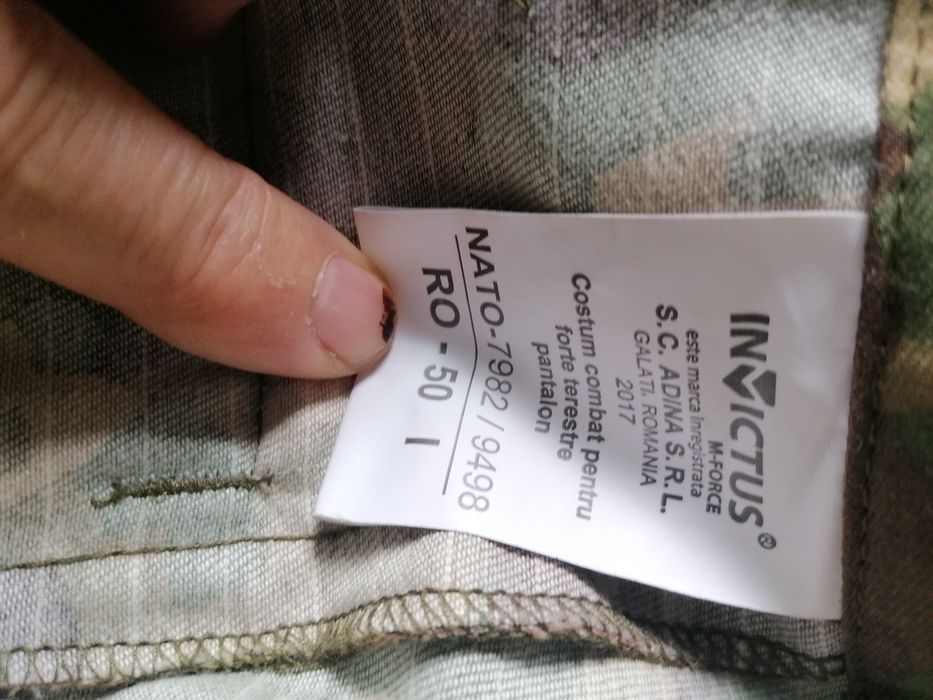 INVICTUS®
M-FORCE
este marca inregistrata
S.C. ADINA S.R.L.
GALATI, ROMANIA
2017
Costum combat pentru
forte terestre
pantalon
NATO-7982/9498
RO - 50 I